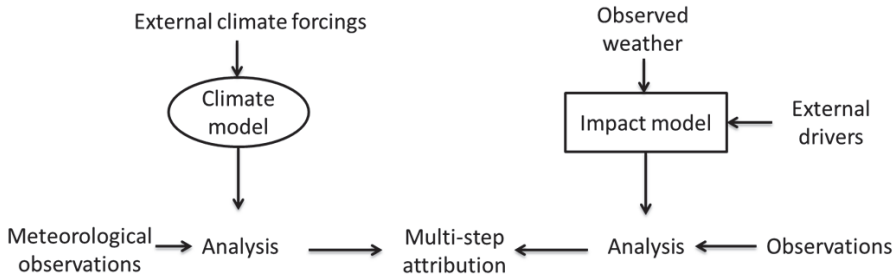 External climate forcings
Observed
weather
Climate
model
Impact model
External
drivers
Meteorological
observations
Analysis
Multi-step
attribution
Analysis
Observations